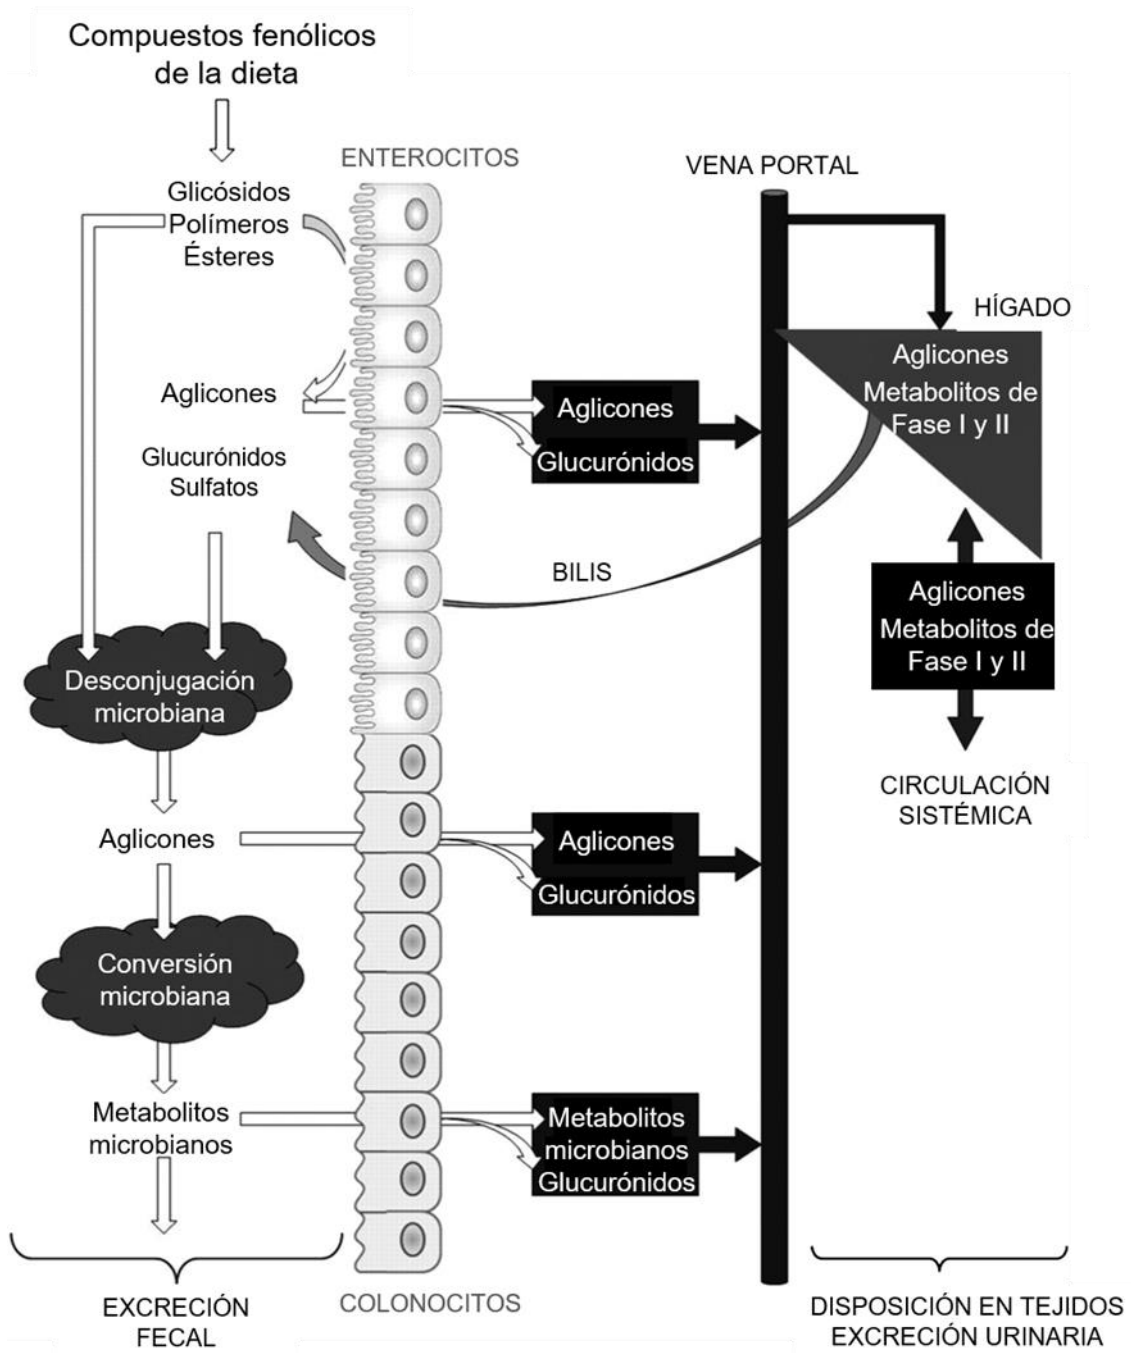 Compuestos fenólicos
de la dieta
ENTEROCITOS
VENA PORTAL
Glicósidos
Polímeros
Ésteres
HÍGADO
Aglicones
Metabolitos de
Fase I y II
Aglicones
Aglicones
Glucurónidos
Glucurónidos
Sulfatos
BILIS
Aglicones
Metabolitos de
Fase I y II
Desconjugación
microbiana
CIRCULACIÓN
SISTÉMICA
Aglicones
Aglicones
Glucurónidos
Conversión
microbiana
Metabolitos
microbianos
Metabolitos
microbianos
Glucurónidos
EXCRECIÓN
FECAL
COLONOCITOS
DISPOSICIÓN EN TEJIDOS
EXCRECIÓN URINARIA